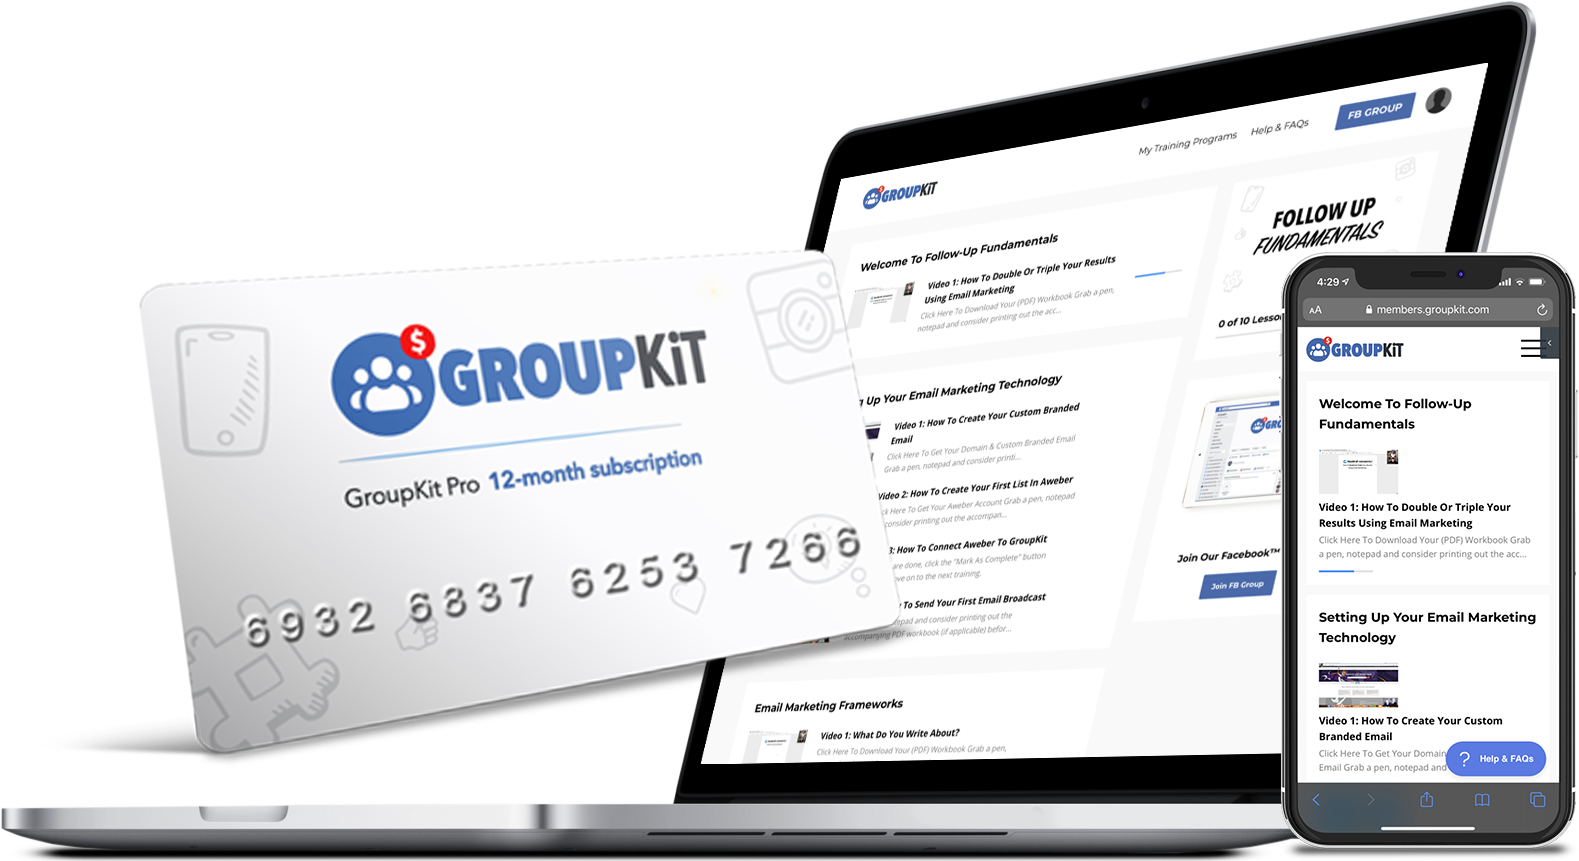 GROUPKiT
GroupKit Pro 12-month subscription
6932 6837 6253 7266
My Training Programs
Help & FAQs
FB GROUP
GROUPKiT
Welcome To Follow-Up Fundamentals
Video 1: How To Double Or Triple Your Results
Using Email Marketing
Click Here To Download Your (PDF) Workbook Grab a pen,
notepad and consider printing out the acc...
Up Your Email Marketing Technology
Video 1: How To Create Your Custom Branded
Email
Click Here To Get Your Domain & Custom Branded Email
Grab a pen, notepad and consider printi...
Video 2: How To Create Your First List In Aweber
Here To Get Your Aweber Account Grab a pen, notepad
consider printing out the accompan...
3: How To Connect Aweber To GroupKit
are done, click the "Mark As Complete" button
on to the next training.
To Send Your First Email Broadcast
and consider printing out the
accompanying PDF workbook (if applicable) befor...
Email Marketing Frameworks
Video 1: What Do You Write About?
Click Here To Download Your (PDF) Workbook Grab a pen,
FOLLOW UP
FUNDAMENTALS
0 of 10
Join Our Facebook™
Join FB Group
4:29
AA
members.groupkit.com
GROUPKiT
Welcome To Follow-Up
Fundamentals
Video 1: How To Double Or Triple Your
Results Using Email Marketing
Click Here To Download Your (PDF) Workbook Grab
a pen, notepad and consider printing out the acc...
Setting Up Your Email Marketing
Technology
Video 1: How To Create Your Custom
Branded Email
Click Here To Get Your Domain
Email Grab a pen, notepad and
? Help & FAQs